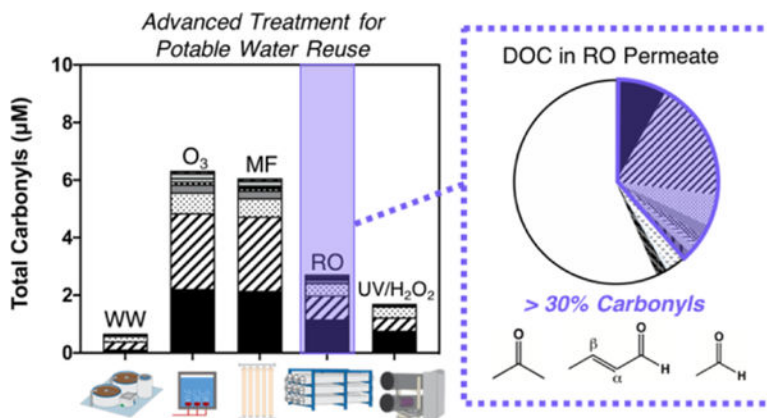 Advanced Treatment for
Potable Water Reuse
Total Carbonyls (µM)
10
8
6
4
2
0
WW
O₃
MF
RO
UV/H₂O₂
DOC in RO Permeate
> 30% Carbonyls
O
β
α
O
H
O
H